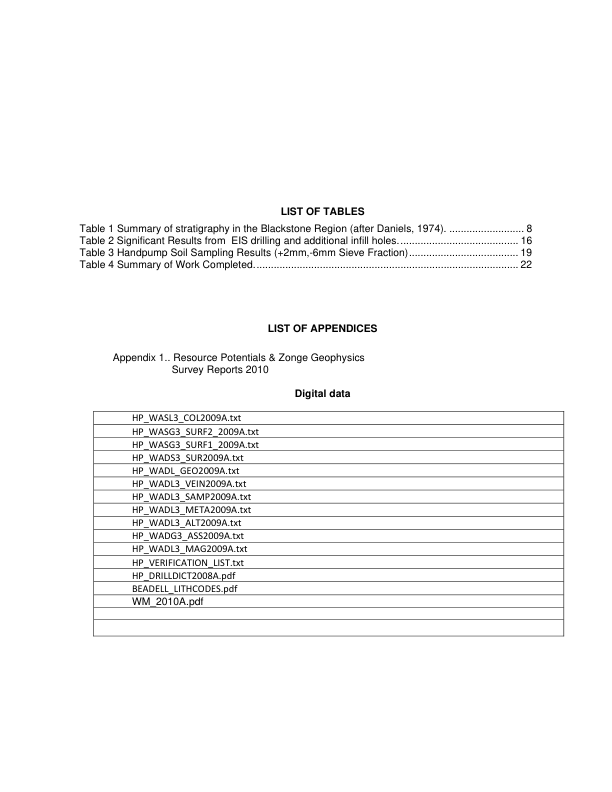 LIST OF TABLES
Table 1 Summary of stratigraphy in the Blackstone Region (after Daniels, 1974). .......................... 8
Table 2 Significant Results from  EIS drilling and additional infill holes. ......................................... 16
Table 3 Handpump Soil Sampling Results (+2mm,-6mm Sieve Fraction)...................................... 19
Table 4 Summary of Work Completed. ........................................................................................... 22
LIST OF APPENDICES
Appendix 1.. Resource Potentials & Zonge Geophysics
Survey Reports 2010
Digital data
HP_WASL3_COL2009A.txt
HP_WASG3_SURF2_2009A.txt
HP_WASG3_SURF1_2009A.txt
HP_WADS3_SUR2009A.txt
HP_WADL_GEO2009A.txt
HP_WADL3_VEIN2009A.txt
HP_WADL3_SAMP2009A.txt
HP_WADL3_META2009A.txt
HP_WADL3_ALT2009A.txt
HP_WADG3_ASS2009A.txt
HP_WADL3_MAG2009A.txt
HP_VERIFICATION_LIST.txt
HP_DRILLDICT2008A.pdf
BEADELL_LITHCODES.pdf
WM_2010A.pdf